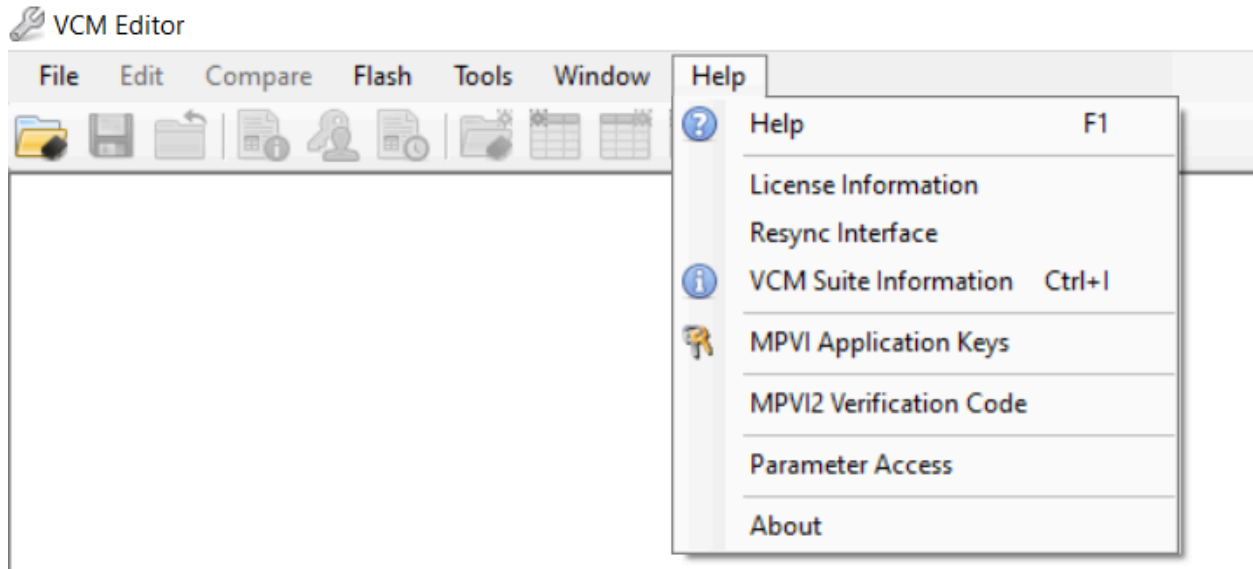 VCM Editor
File Edit Compare Flash Tools Window Help
Help F1
License Information
Resync Interface
VCM Suite Information Ctrl+I
MPVI Application Keys
MPVI2 Verification Code
Parameter Access
About